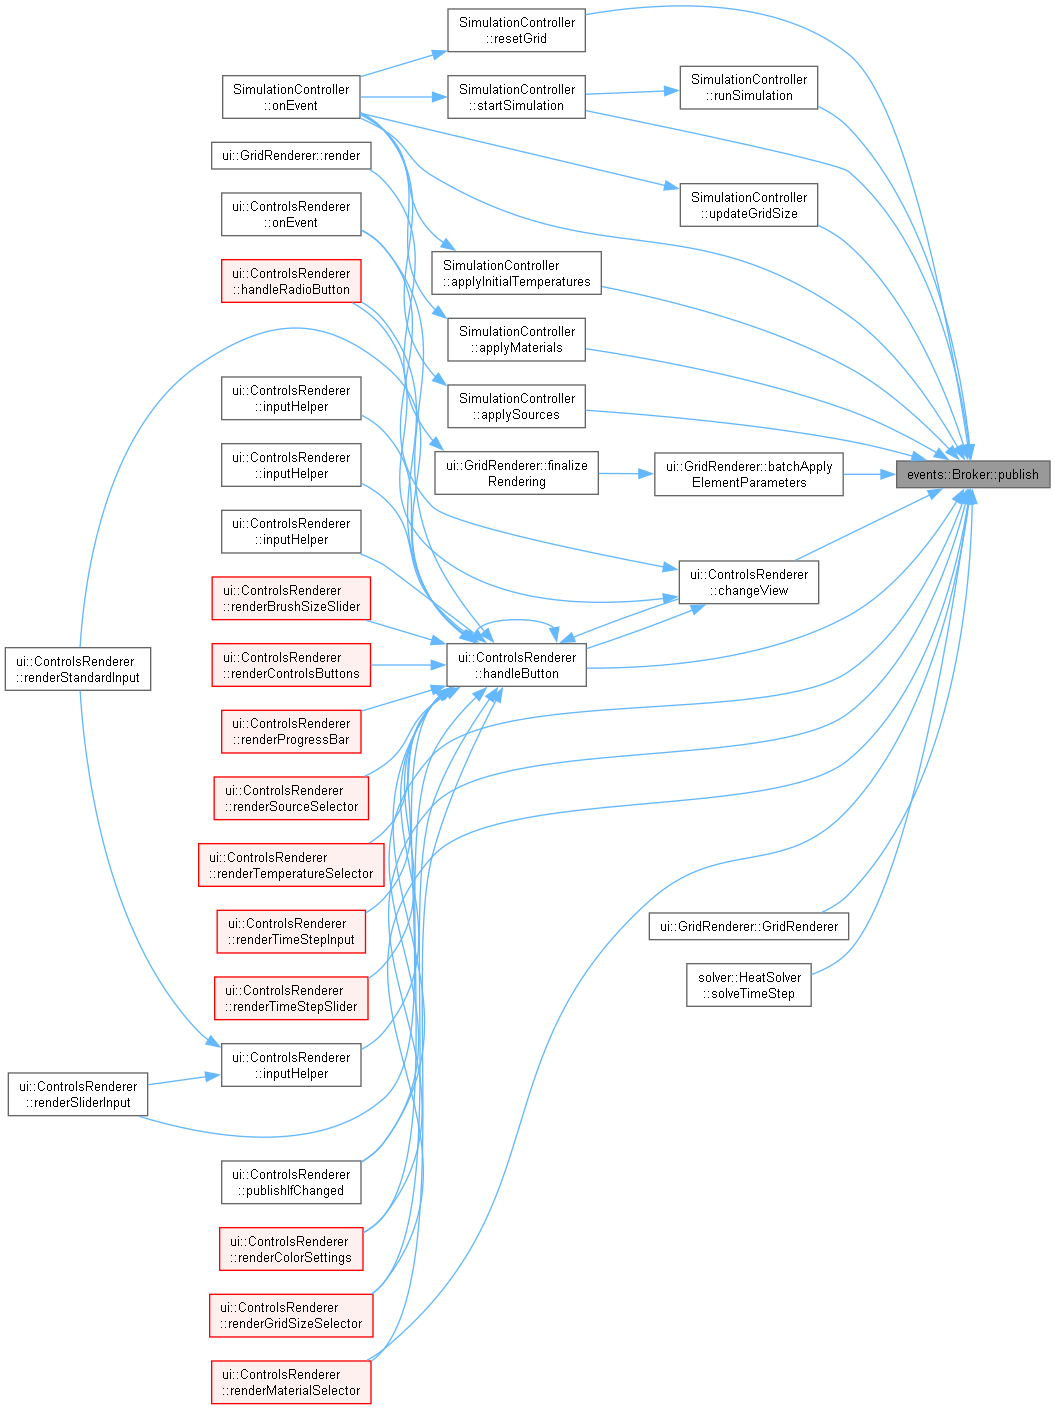 SimulationController
::resetGrid
SimulationController
::onEvent
SimulationController
::startSimulation
SimulationController
::runSimulation
ui::GridRenderer::render
ui::ControlsRenderer
::onEvent
SimulationController
::updateGridSize
ui::ControlsRenderer
::handleRadioButton
SimulationController
::applyInitialTemperatures
SimulationController
::applyMaterials
ui::ControlsRenderer
::inputHelper
SimulationController
::applySources
ui::ControlsRenderer
::inputHelper
ui::GridRenderer::finalize
Rendering
ui::GridRenderer::batchApply
ElementParameters
events::Broker::publish
ui::ControlsRenderer
::inputHelper
ui::ControlsRenderer
::renderBrushSizeSlider
ui::ControlsRenderer
::changeView
ui::ControlsRenderer
::renderStandardInput
ui::ControlsRenderer
::renderControlsButtons
ui::ControlsRenderer
::handleButton
ui::ControlsRenderer
::renderProgressBar
ui::ControlsRenderer
::renderSourceSelector
ui::ControlsRenderer
::renderTemperatureSelector
ui::ControlsRenderer
::renderTimeStepInput
ui::GridRenderer::GridRenderer
ui::ControlsRenderer
::renderTimeStepSlider
solver::HeatSolver
::solveTimeStep
ui::ControlsRenderer
::inputHelper
ui::ControlsRenderer
::renderSliderInput
ui::ControlsRenderer
::publishIfChanged
ui::ControlsRenderer
::renderColorSettings
ui::ControlsRenderer
::renderGridSizeSelector
ui::ControlsRenderer
::renderMaterialSelector